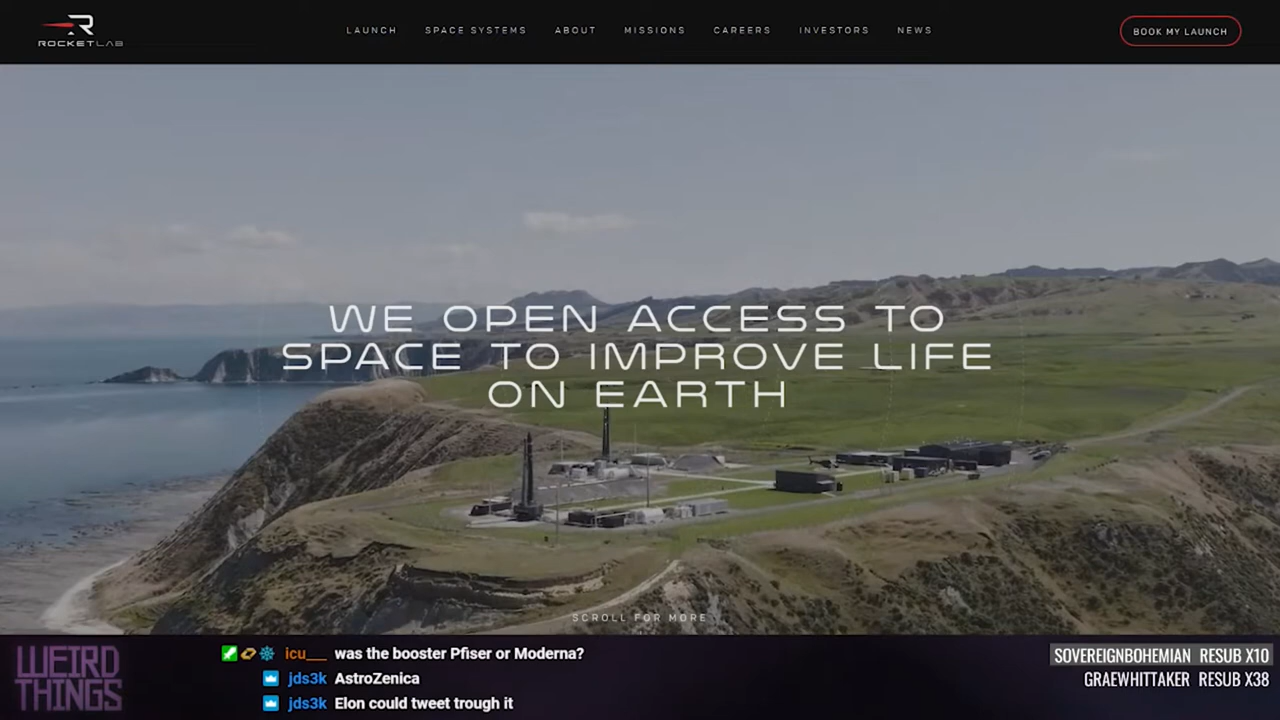 ROCKETLAB
LAUNCH SPACE SYSTEMS ABOUT MISSIONS CAREERS INVESTORS NEWS
BOOK MY LAUNCH
WE OPEN ACCESS TO
SPACE TO IMPROVE LIFE
ON EARTH
SCROLL FOR MORE
WEIRD
THINGS
icu___ was the booster Pfiser or Moderna?
jds3k AstroZenica
jds3k Elon could tweet trough it
SOVEREIGNBOHEMIAN RESUB X10
GRAEWHITTAKER RESUB X38